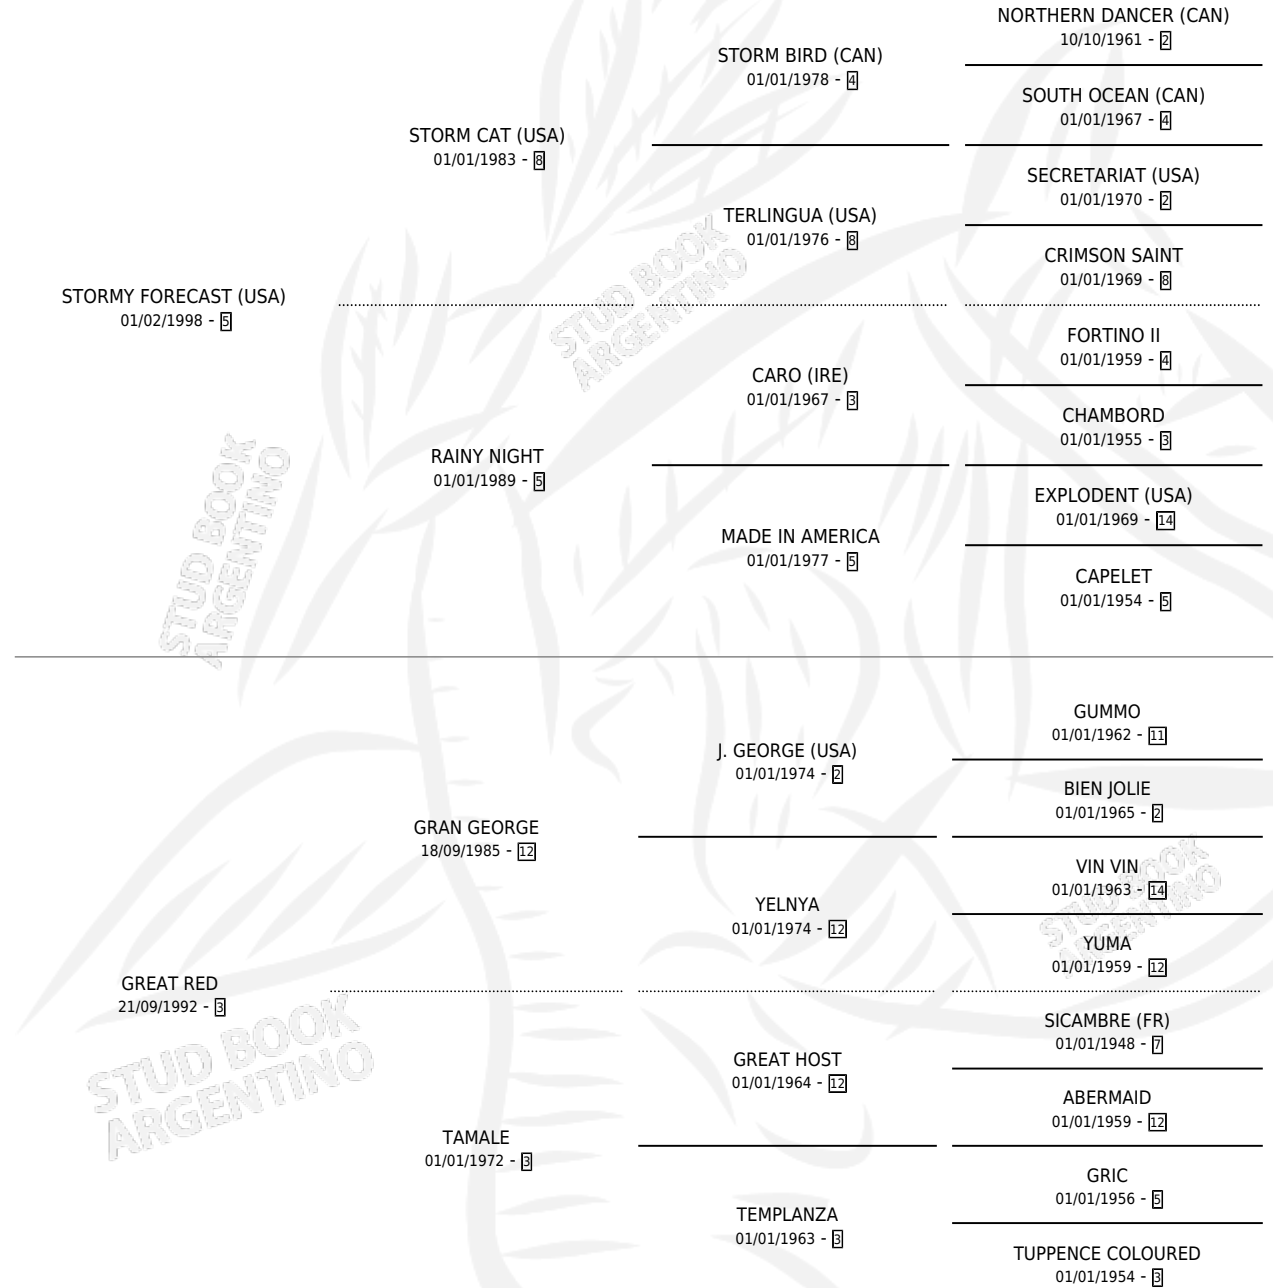 NORTHERN DANCER (CAN)
10/10/1961 - 2
STORM BIRD (CAN)
01/01/1978 - 4
SOUTH OCEAN (CAN)
01/01/1967 - 4
STORM CAT (USA)
01/01/1983 - 8
SECRETARIAT (USA)
01/01/1970 - 2
TERLINGUA (USA)
01/01/1976 - 8
CRIMSON SAINT
01/01/1969 - 8
STORMY FORECAST (USA)
01/02/1998 - 5
FORTINO II
01/01/1959 - 4
CARO (IRE)
01/01/1967 - 3
CHAMBORD
01/01/1955 - 3
RAINY NIGHT
01/01/1989 - 5
EXPLODENT (USA)
01/01/1969 - 14
MADE IN AMERICA
01/01/1977 - 5
CAPELET
01/01/1954 - 5
GUMMO
01/01/1962 - 11
J. GEORGE (USA)
01/01/1974 - 2
BIEN JOLIE
01/01/1965 - 2
GRAN GEORGE
18/09/1985 - 12
VIN VIN
01/01/1963 - 14
YELNYA
01/01/1974 - 12
YUMA
01/01/1959 - 12
GREAT RED
21/09/1992 - 3
SICAMBRE (FR)
01/01/1948 - 7
GREAT HOST
01/01/1964 - 12
ABERMAID
01/01/1959 - 12
TAMALE
01/01/1972 - 3
GRIC
01/01/1956 - 5
TEMPLANZA
01/01/1963 - 3
TUPPENCE COLOURED
01/01/1954 - 3
STUD BOOK
ARGENTINO
STUD BOOK
ARGENTINO
STUD BOOK
ARGENTINO
STUD BOOK
ARGENTINO